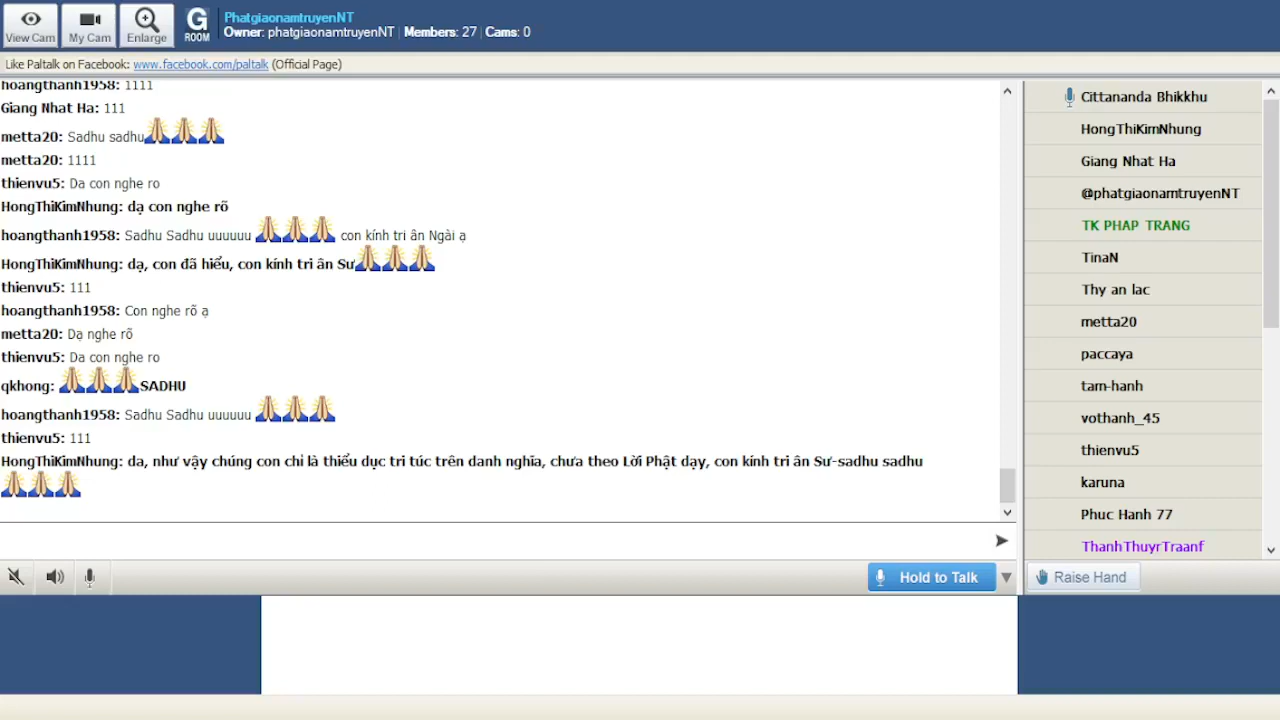 View Cam
My Cam
Enlarge
G
ROOM
PhatgiaonamtruyenNT
Owner: phatgiaonamtruyenNT | Members: 27 | Cams: 0
Like Paltalk on Facebook: www.facebook.com/paltalk (Official Page)
hoangthanh1958: 1111
Giang Nhat Ha: 111
metta20: Sadhu sadhu
metta20: 1111
thienvu5: Da con nghe ro
HongThiKimNhung: dạ con nghe rõ
hoangthanh1958: Sadhu Sadhu uuuuuu con kính tri ân Ngài ạ
HongThiKimNhung: dạ, con đã hiểu, con kính tri ân Sư
thienvu5: 111
hoangthanh1958: Con nghe rõ ạ
metta20: Dạ nghe rõ
thienvu5: Da con nghe ro
qkhong: SADHU
hoangthanh1958: Sadhu Sadhu uuuuuu
thienvu5: 111
HongThiKimNhung: da, như vậy chúng con chỉ là thiểu dục tri túc trên danh nghĩa, chưa theo Lời Phật dạy, con kính tri ân Sư-sadhu sadhu
Hold to Talk
Cittananda Bhikkhu
HongThiKimNhung
Giang Nhat Ha
@phatgiaonamtruyenNT
TK PHAP TRANG
TinaN
Thy an lac
metta20
paccaya
tam-hanh
vothanh_45
thienvu5
karuna
Phuc Hanh 77
ThanhThuyrTraanf
Raise Hand